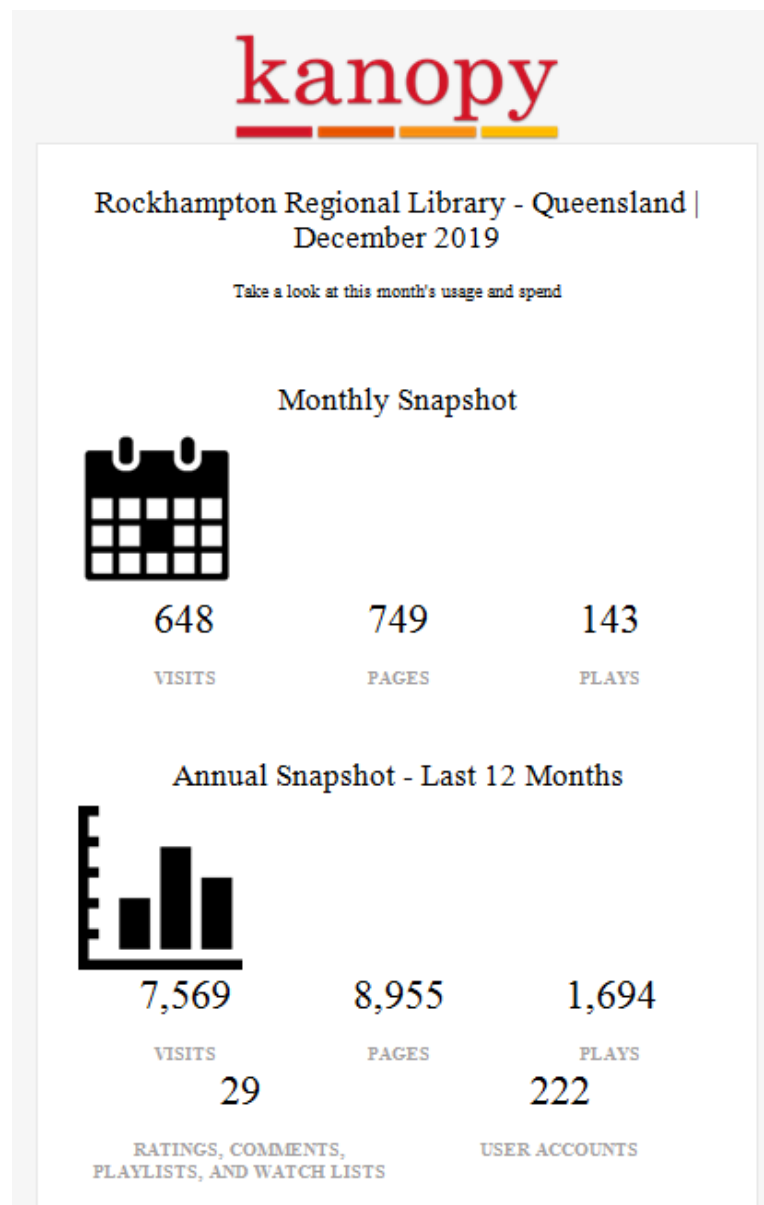 kanopy
Rockhampton Regional Library - Queensland |
December 2019
Take a look at this month's usage and spend
Monthly Snapshot
648 749 143
VISITS PAGES PLAYS
Annual Snapshot - Last 12 Months
7,569 8,955 1,694
VISITS PAGES PLAYS
29 222
RATINGS, COMMENTS, USER ACCOUNTS
PLAYLISTS, AND WATCH LISTS